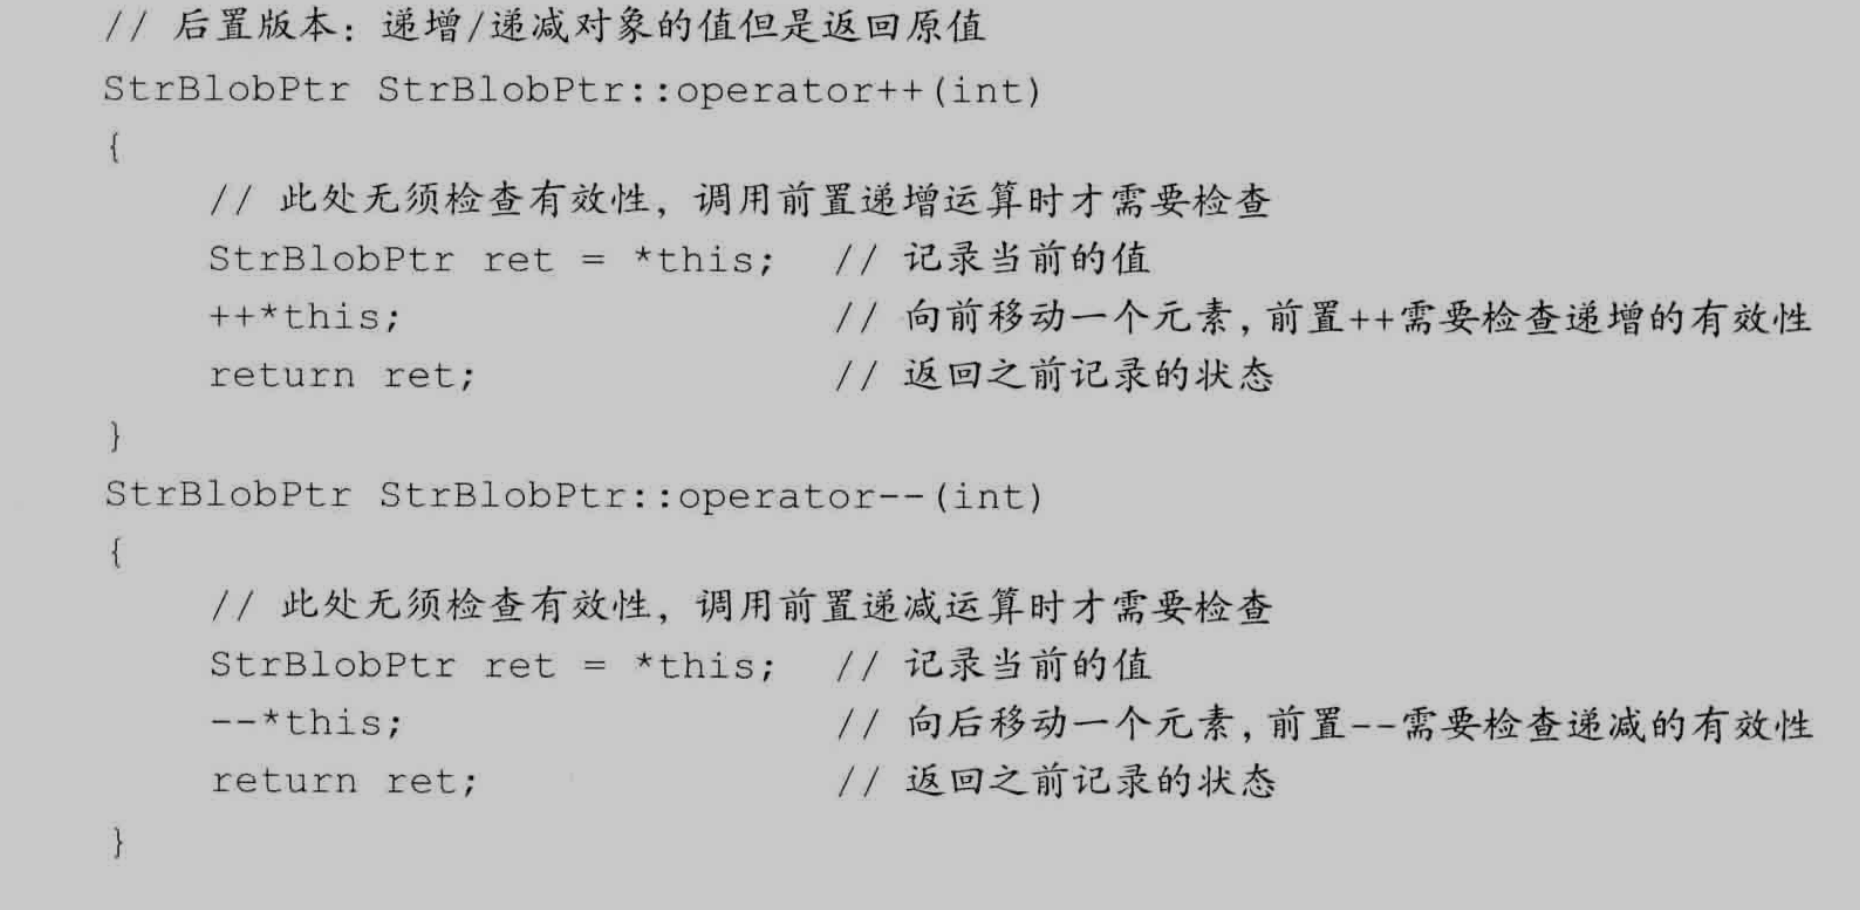 // 后置版本：递增/递减对象的值但是返回原值
StrBlobPtr StrBlobPtr::operator++(int)
{
// 此处无须检查有效性，调用前置递增运算时才需要检查
StrBlobPtr ret = *this; // 记录当前的值
++*this; // 向前移动一个元素，前置++需要检查递增的有效性
return ret; // 返回之前记录的状态
}
StrBlobPtr StrBlobPtr::operator--(int)
{
// 此处无须检查有效性，调用前置递减运算时才需要检查
StrBlobPtr ret = *this; // 记录当前的值
--*this; // 向后移动一个元素，前置--需要检查递减的有效性
return ret; // 返回之前记录的状态
}